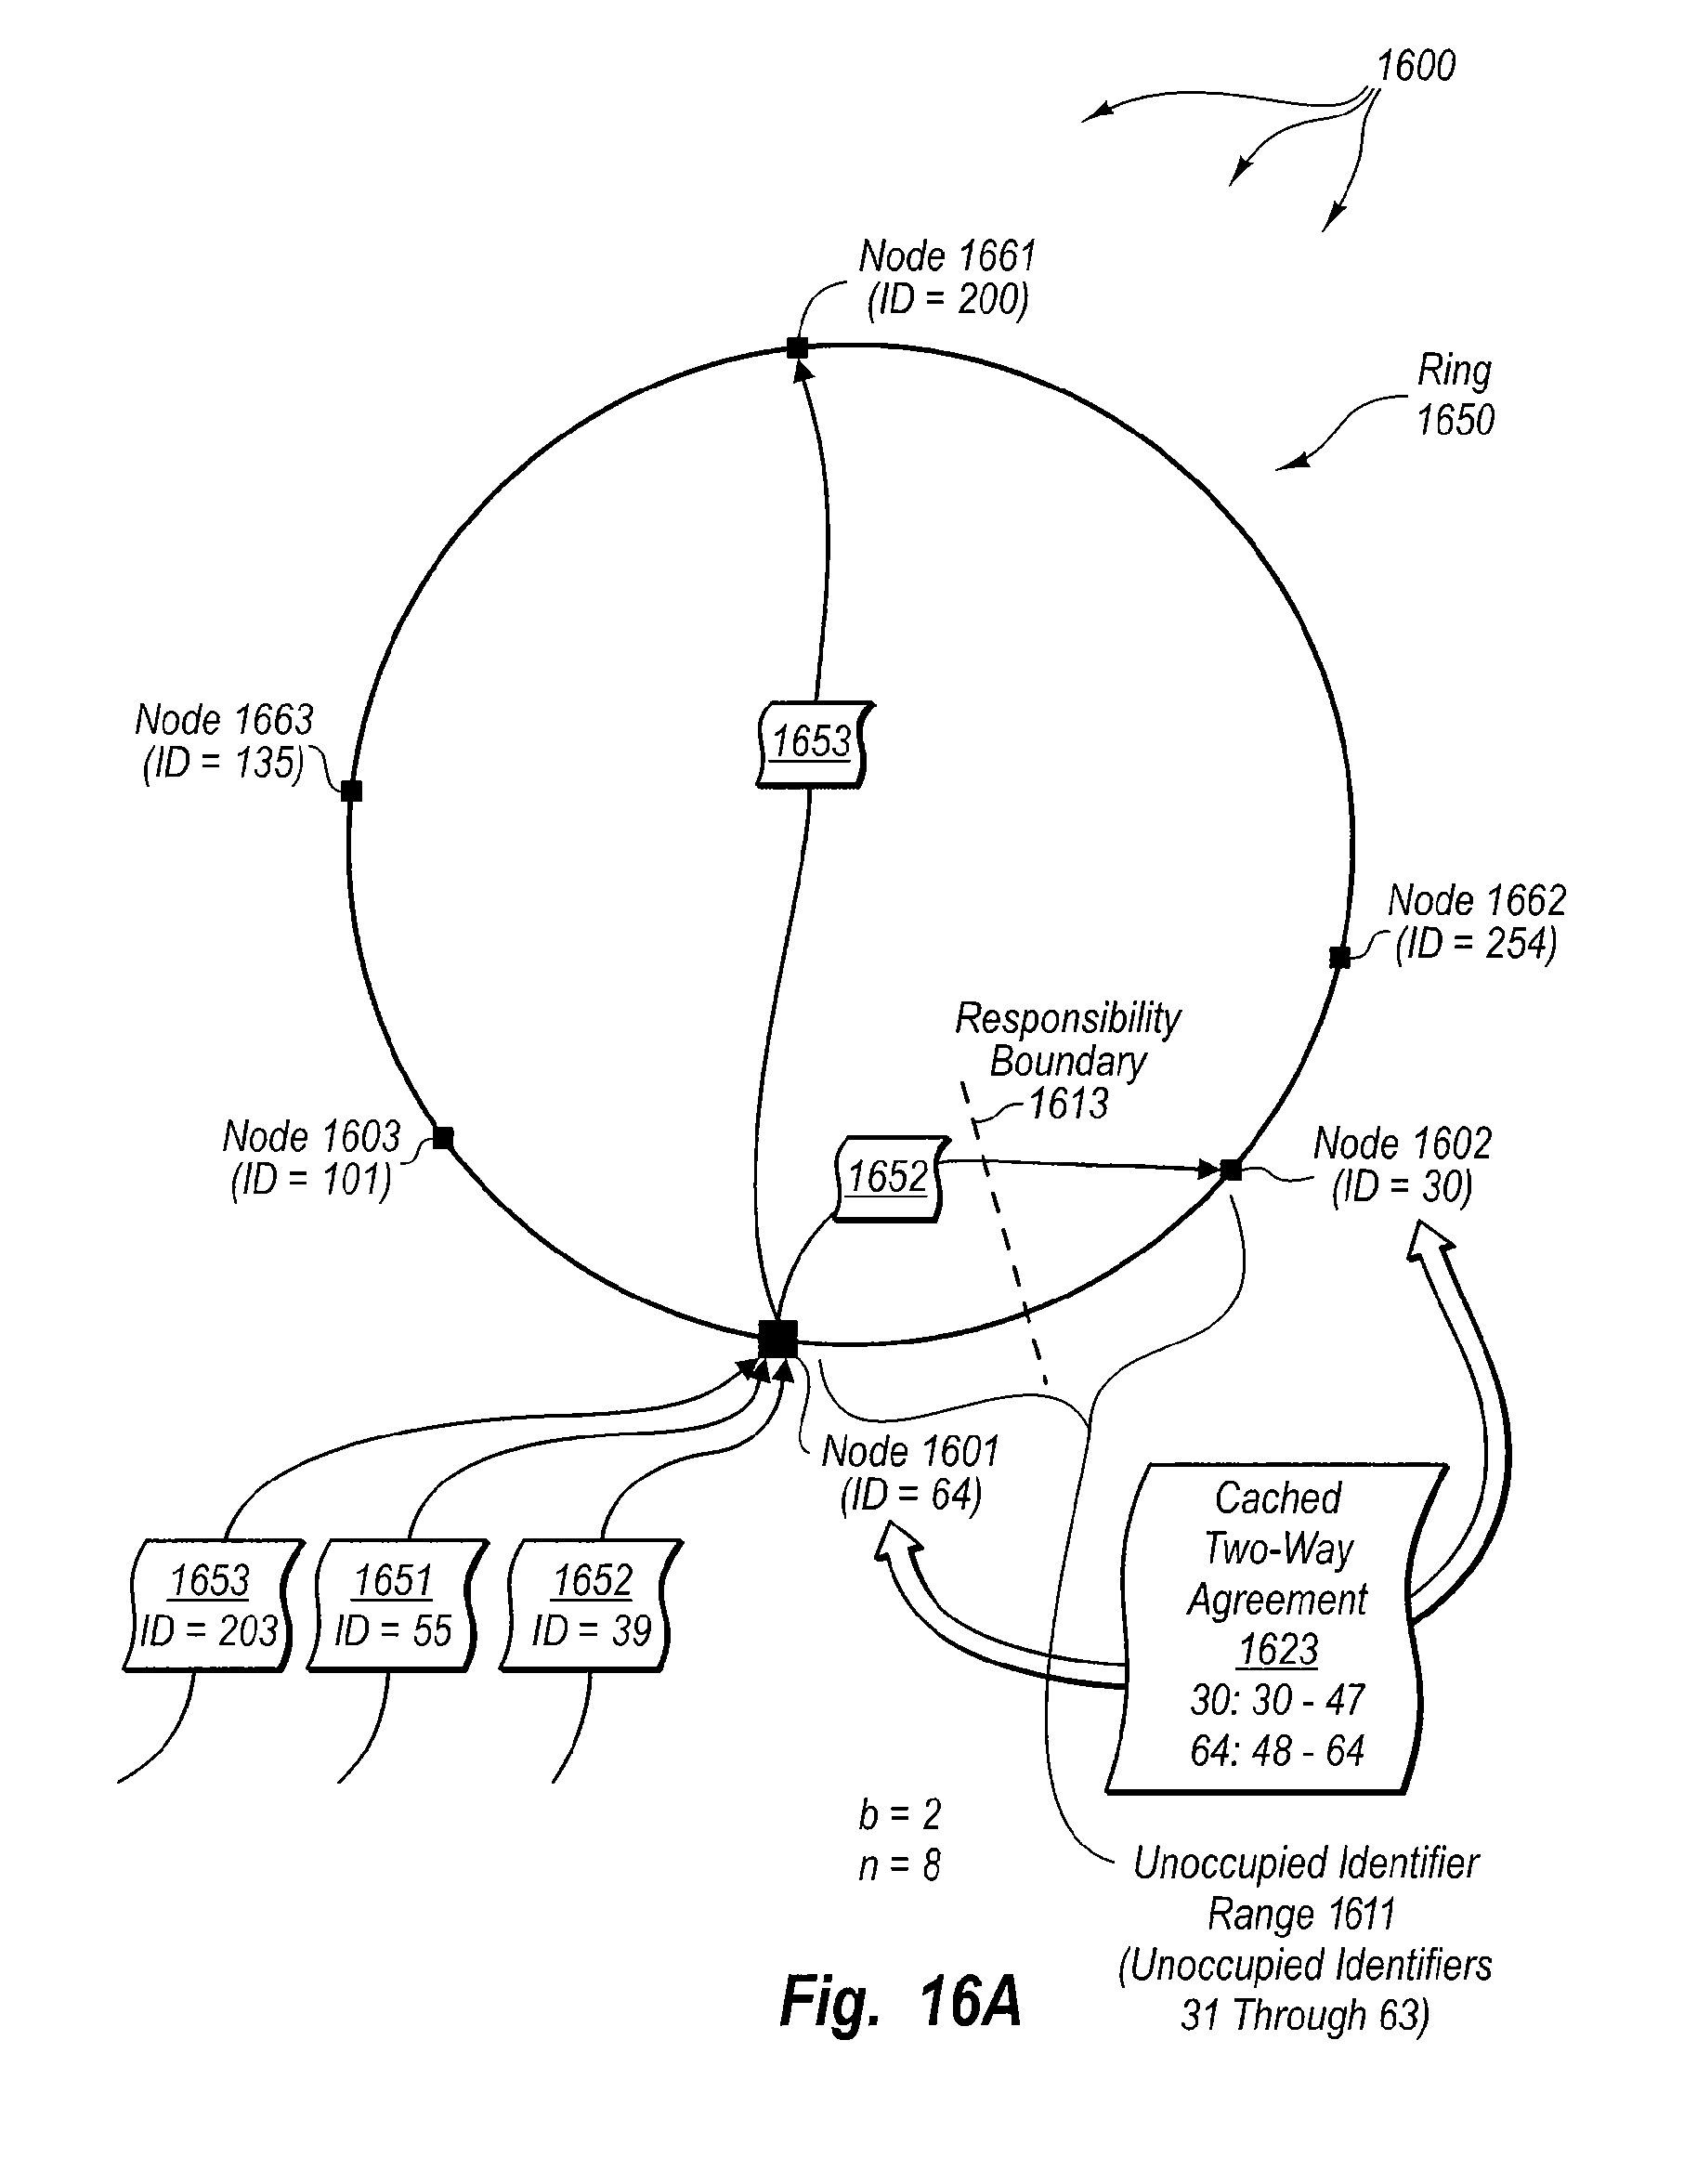 1600
Node 1661
(ID = 200)
Ring
1650
Node 1663
(ID = 135)
1653
Node 1662
(ID = 254)
Responsibility
Boundary
1613
Node 1603
(ID = 101)
1652
Node 1602
(ID = 30)
Node 1601
(ID = 64)
1653
ID = 203
1651
ID = 55
1652
ID = 39
Cached
Two-Way
Agreement
1623
30: 30 - 47
64: 48 - 64
b = 2
n = 8
Unoccupied Identifier
Range 1611
(Unoccupied Identifiers
31 Through 63)
Fig. 16A